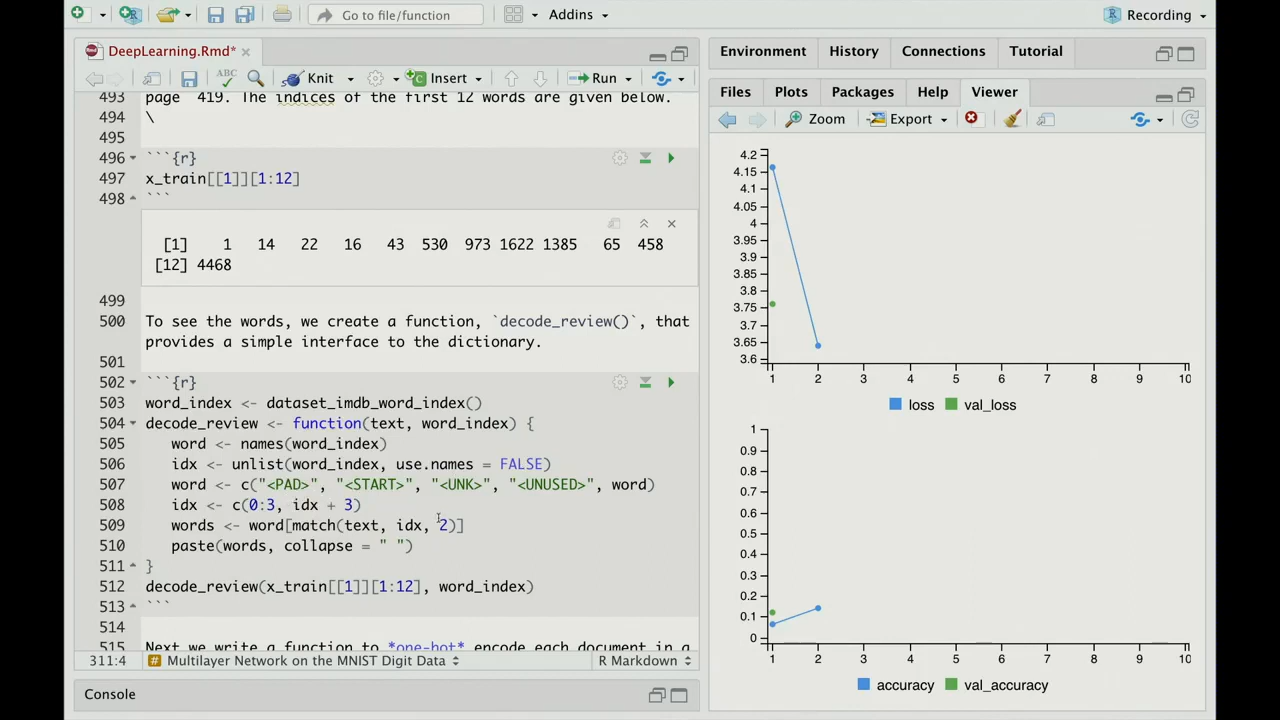 Go to file/function
Addins
Recording
DeepLearning.Rmd*
ABC
Knit
Insert
Run
493 page 419. The indices of the first 12 words are given below.
494 \
495
496 ```{r}
497 x_train[[1]][1:12]
498 ```
[1] 1 14 22 16 43 530 973 1622 1385 65 458
[12] 4468
499
500 To see the words, we create a function, `decode_review()`, that
provides a simple interface to the dictionary.
501
502 ```{r}
503 word_index <- dataset_imdb_word_index()
504 decode_review <- function(text, word_index) {
505 word <- names(word_index)
506 idx <- unlist(word_index, use.names = FALSE)
507 word <- c("<PAD>", "<START>", "<UNK>", "<UNUSED>", word)
508 idx <- c(0:3, idx + 3)
509 words <- word[match(text, idx, 2)]
510 paste(words, collapse = " ")
511 }
512 decode_review(x_train[[1]][1:12], word_index)
513 ```
514
515 Next we write a function to *one-hot* encode each document in a
311:4 # Multilayer Network on the MNIST Digit Data R Markdown
Console
Environment History Connections Tutorial
Files Plots Packages Help Viewer
Zoom Export
4.2
4.15
4.1
4.05
4
3.95
3.9
3.85
3.8
3.75
3.7
3.65
3.6
1 2 3 4 5 6 7 8 9 10
loss val_loss
1
0.9
0.8
0.7
0.6
0.5
0.4
0.3
0.2
0.1
0
1 2 3 4 5 6 7 8 9 10
accuracy val_accuracy